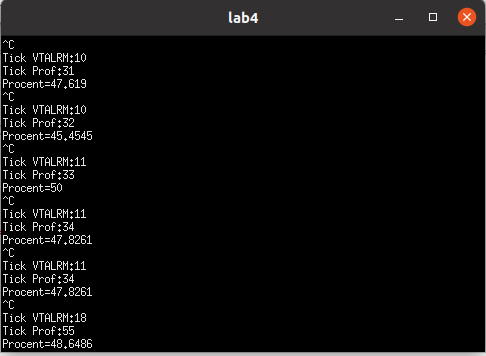 lab4
^C
Tick VTALRM:10
Tick Prof:31
Procent=47.619
^C
Tick VTALRM:10
Tick Prof:32
Procent=45.4545
^C
Tick VTALRM:11
Tick Prof:33
Procent=50
^C
Tick VTALRM:11
Tick Prof:34
Procent=47.8261
^C
Tick VTALRM:11
Tick Prof:34
Procent=47.8261
^C
Tick VTALRM:18
Tick Prof:55
Procent=48.6486